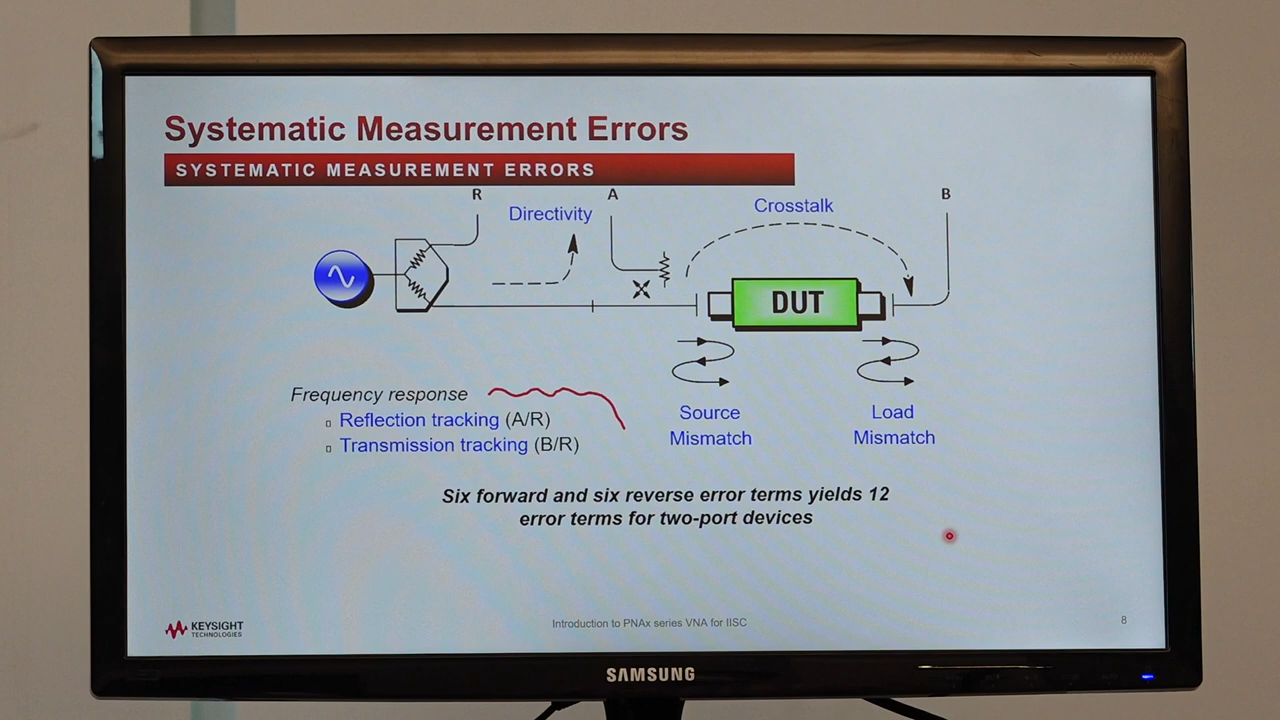 Systematic Measurement Errors
SYSTEMATIC MEASUREMENT ERRORS
R
A
B
Directivity
Crosstalk
DUT
Frequency response
Reflection tracking (A/R)
Transmission tracking (B/R)
Source
Mismatch
Load
Mismatch
Six forward and six reverse error terms yields 12
error terms for two-port devices
KEYSIGHT
TECHNOLOGIES
Introduction to PNAx series VNA for IISC
8
SAMSUNG